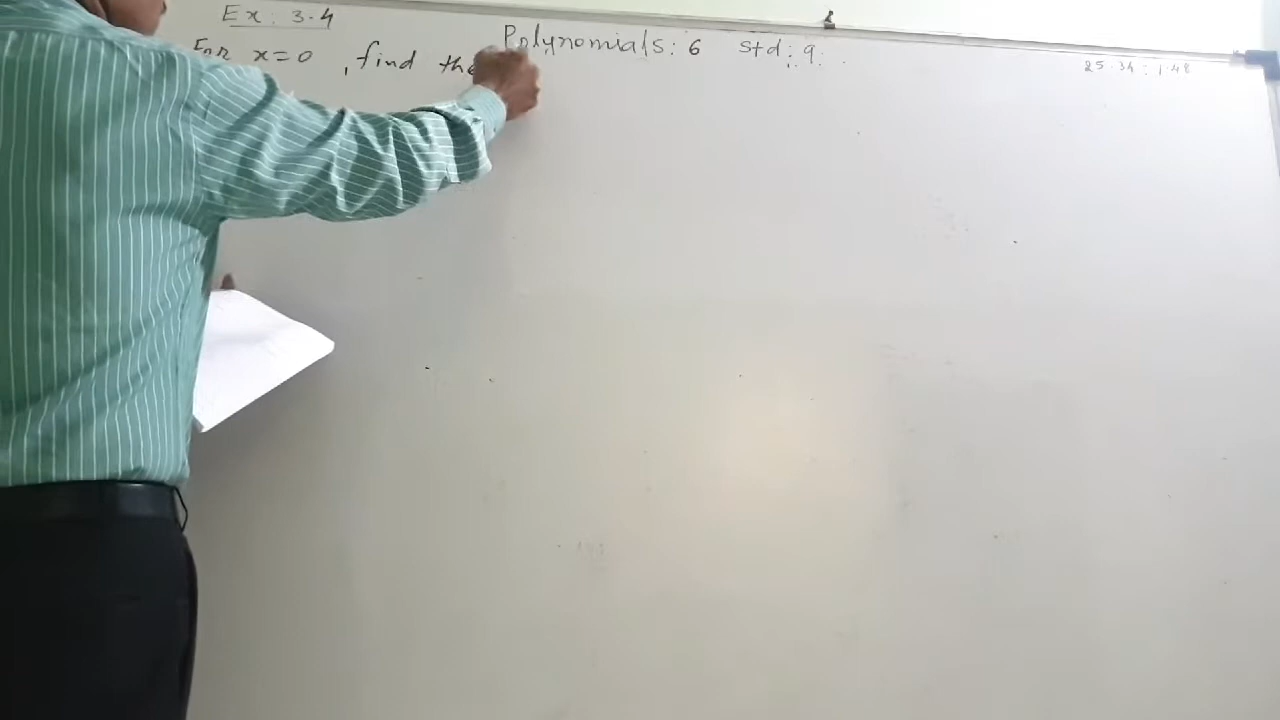 Ex: 3.4
Polynomials: 6 Std: 9.
For x=0, find the
25.34 : 1.48